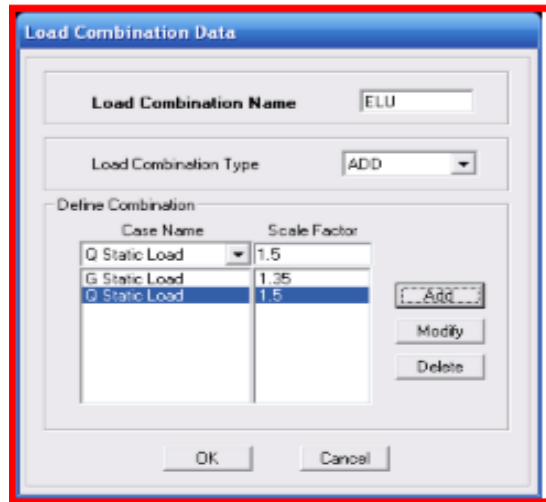 Load Combination Data
Load Combination Name ELU
Load Combination Type ADD
Define Combination
Case Name Scale Factor
Q Static Load 1.5
G Static Load 1.35
Q Static Load 1.5
Add
Modify
Delete
OK Cancel